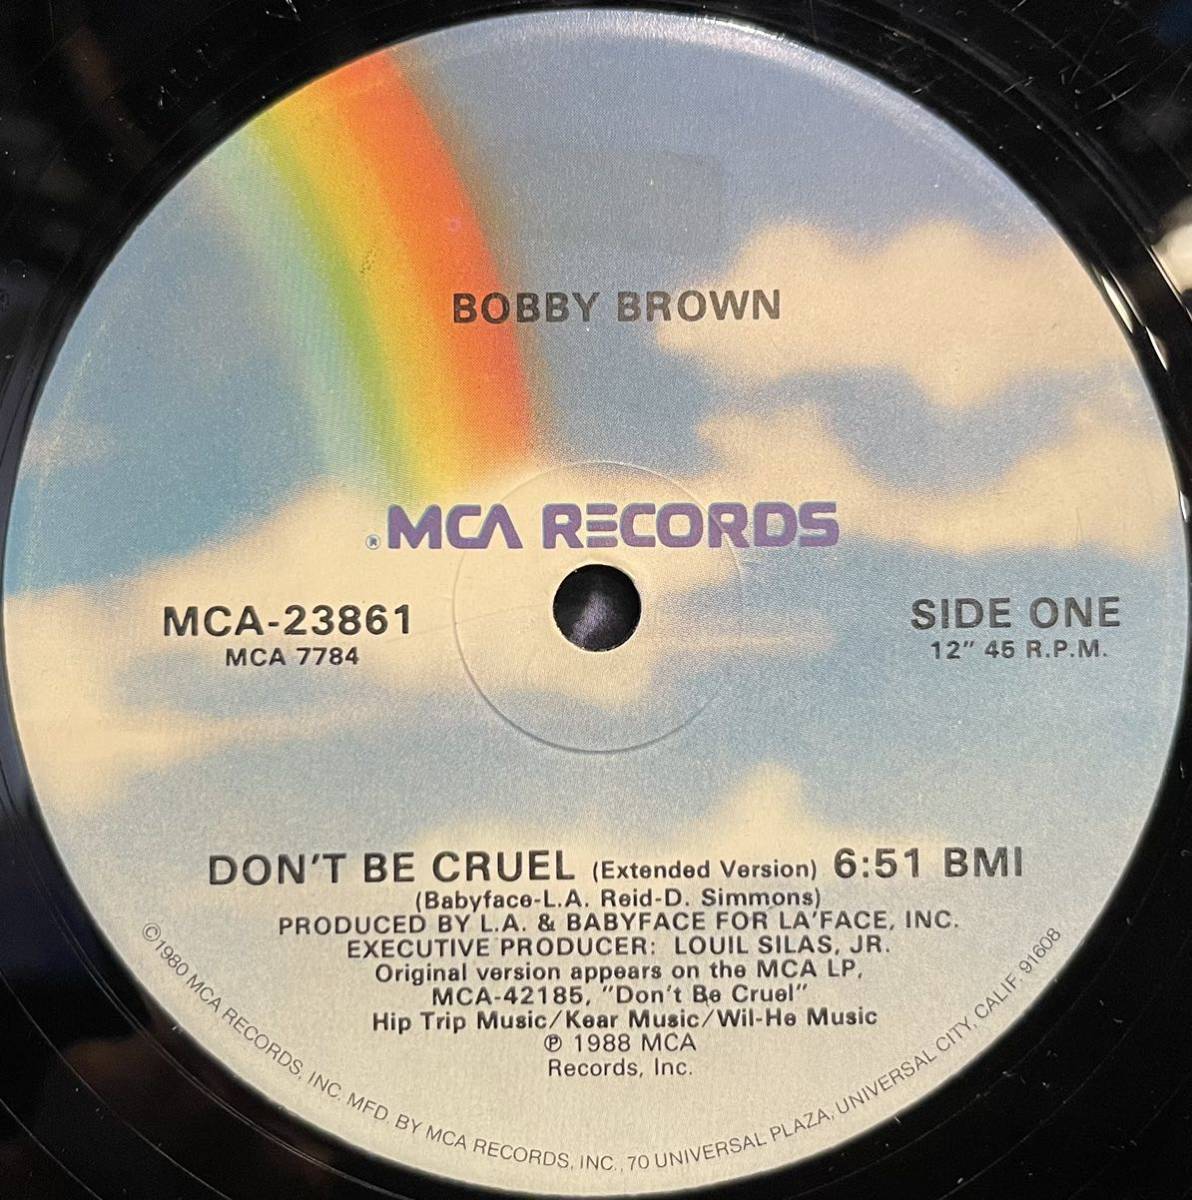 BOBBY BROWN
® MCA RECORDS
MCA-23861
MCA 7784
SIDE ONE
12" 45 R.P.M.
DON'T BE CRUEL (Extended Version) 6:51 BMI
(Babyface-L.A. Reid-D. Simmons)
PRODUCED BY L.A. & BABYFACE FOR LA'FACE, INC.
EXECUTIVE PRODUCER: LOUIL SILAS, JR.
Original version appears on the MCA LP,
MCA-42185, "Don't Be Cruel"
Hip Trip Music/Kear Music/Wil-He Music
℗ 1988 MCA
Records, Inc.
©1980 MCA RECORDS, INC. MFD. BY MCA RECORDS, INC., 70 UNIVERSAL PLAZA, UNIVERSAL CITY, CALIF. 91608